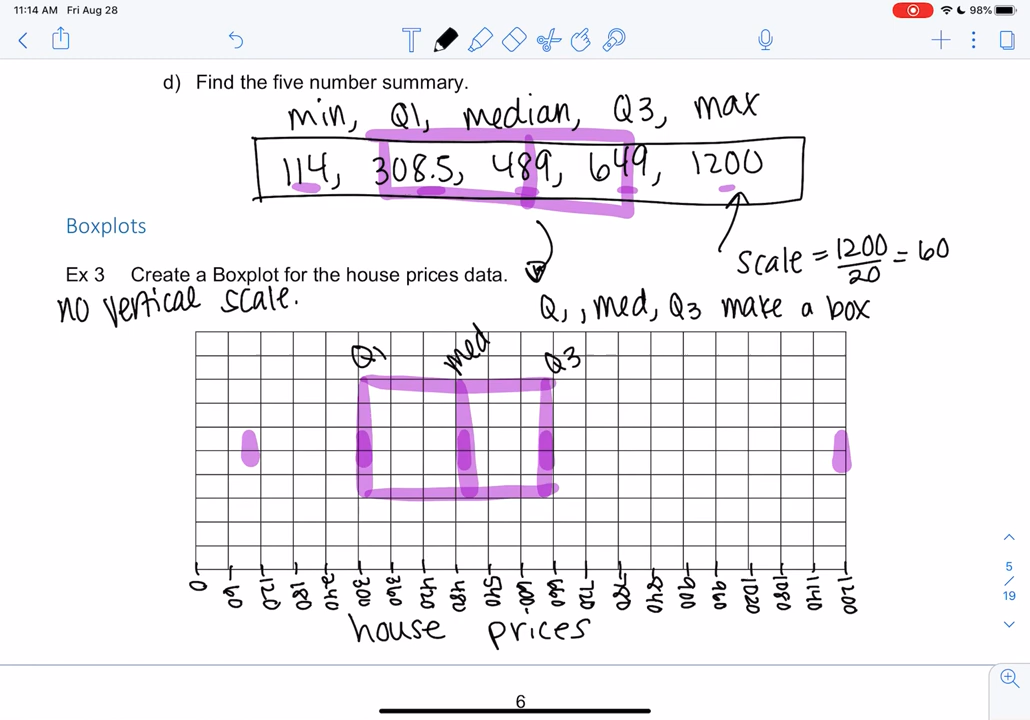 11:14 AM Fri Aug 28
98%
d) Find the five number summary.
min, Q1, median, Q3, max
114, 308.5, 489, 649, 1200
Boxplots
scale = 1200/20 = 60
Ex 3 Create a Boxplot for the house prices data.
no vertical scale.
Q1, med, Q3 make a box
Q1 med Q3
0 60 120 180 240 300 360 420 480 540 600 660 720 780 840 900 960 1020 1080 1140 1200
house prices
5
/
19
6